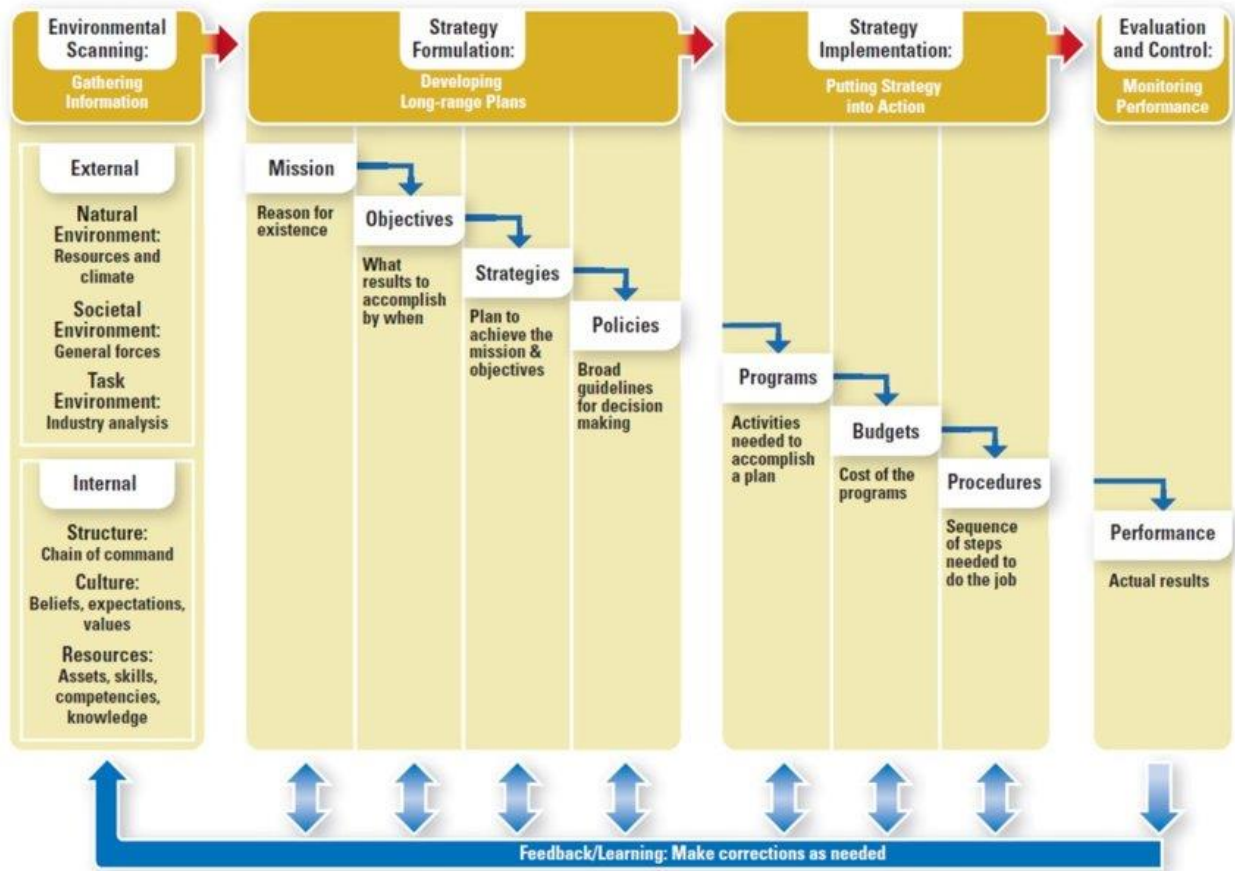 Environmental
Scanning:
Gathering
Information
Strategy
Formulation:
Developing
Long-range Plans
Strategy
Implementation:
Putting Strategy
into Action
Evaluation
and Control:
Monitoring
Performance
External
Natural
Environment:
Resources and
climate
Societal
Environment:
General forces
Task
Environment:
Industry analysis
Internal
Structure:
Chain of command
Culture:
Beliefs, expectations,
values
Resources:
Assets, skills,
competencies,
knowledge
Mission
Reason for
existence
Objectives
What
results to
accomplish
by when
Strategies
Plan to
achieve the
mission &
objectives
Policies
Broad
guidelines
for decision
making
Programs
Activities
needed to
accomplish
a plan
Budgets
Cost of the
programs
Procedures
Sequence
of steps
needed to
do the job
Performance
Actual results
Feedback/Learning: Make corrections as needed